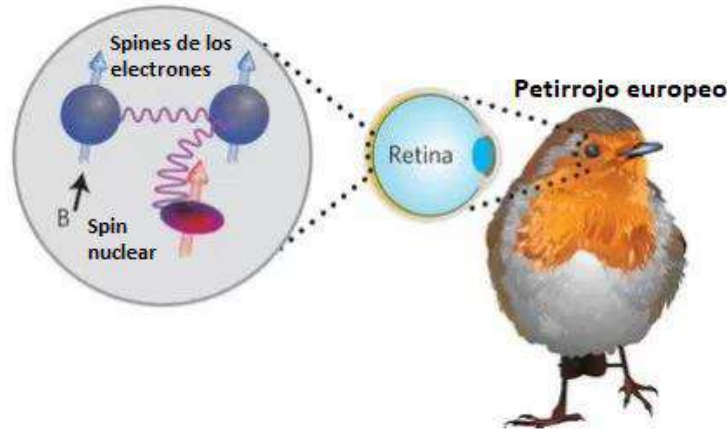 Spines de los
electrones
Petirrojo europeo
Retina
B
Spin
nuclear